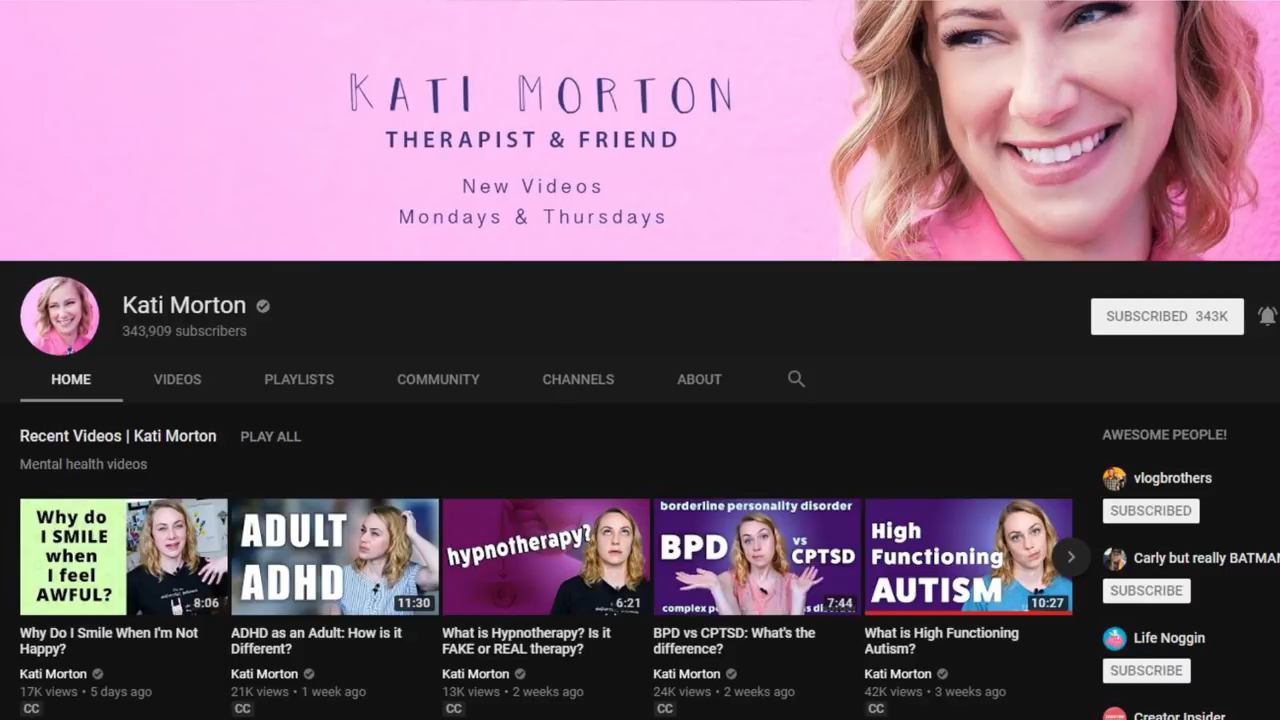 KATI MORTON
THERAPIST & FRIEND
New Videos
Mondays & Thursdays
Kati Morton
343,909 subscribers
SUBSCRIBED 343K
HOME VIDEOS PLAYLISTS COMMUNITY CHANNELS ABOUT
Recent Videos | Kati Morton PLAY ALL
Mental health videos
AWESOME PEOPLE!
vlogbrothers
SUBSCRIBED
Carly but really BATMAN
SUBSCRIBE
Life Noggin
SUBSCRIBE
Creator Insider
Why do
I SMILE
when
I feel
AWFUL?
8:06
Why Do I Smile When I'm Not
Happy?
Kati Morton
17K views • 5 days ago
CC
ADULT
ADHD
11:30
ADHD as an Adult: How is it
Different?
Kati Morton
21K views • 1 week ago
CC
hypnotherapy?
6:21
What is Hypnotherapy? Is it
FAKE or REAL therapy?
Kati Morton
13K views • 2 weeks ago
CC
borderline personality disorder
BPD vs CPTSD
complex
7:44
BPD vs CPTSD: What's the
difference?
Kati Morton
24K views • 2 weeks ago
CC
High
Functioning
AUTISM
10:27
What is High Functioning
Autism?
Kati Morton
42K views • 3 weeks ago
CC